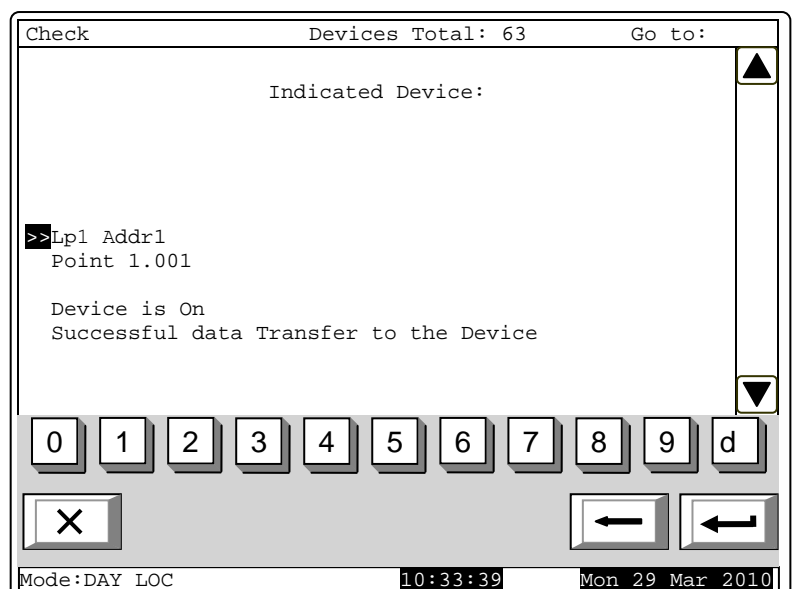 Check Devices Total: 63 Go to:
Indicated Device:
>>Lp1 Addr1
Point 1.001
Device is On
Successful data Transfer to the Device
0 1 2 3 4 5 6 7 8 9 d
Mode:DAY LOC 10:33:39 Mon 29 Mar 2010